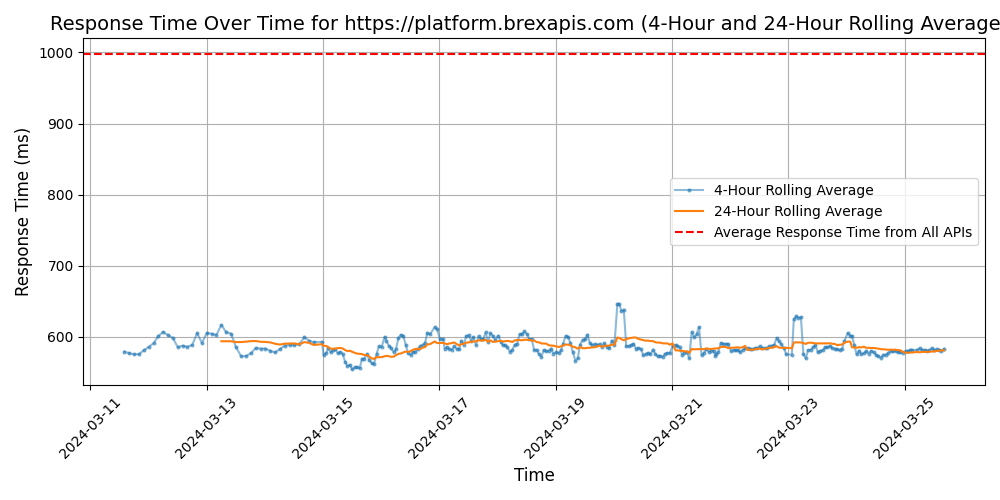 Response Time Over Time for https://platform.brexapis.com (4-Hour and 24-Hour Rolling Average
Response Time (ms)
1000
900
800
700
600
4-Hour Rolling Average
24-Hour Rolling Average
Average Response Time from All APIs
2024-03-11
2024-03-13
2024-03-15
2024-03-17
2024-03-19
2024-03-21
2024-03-23
2024-03-25
Time